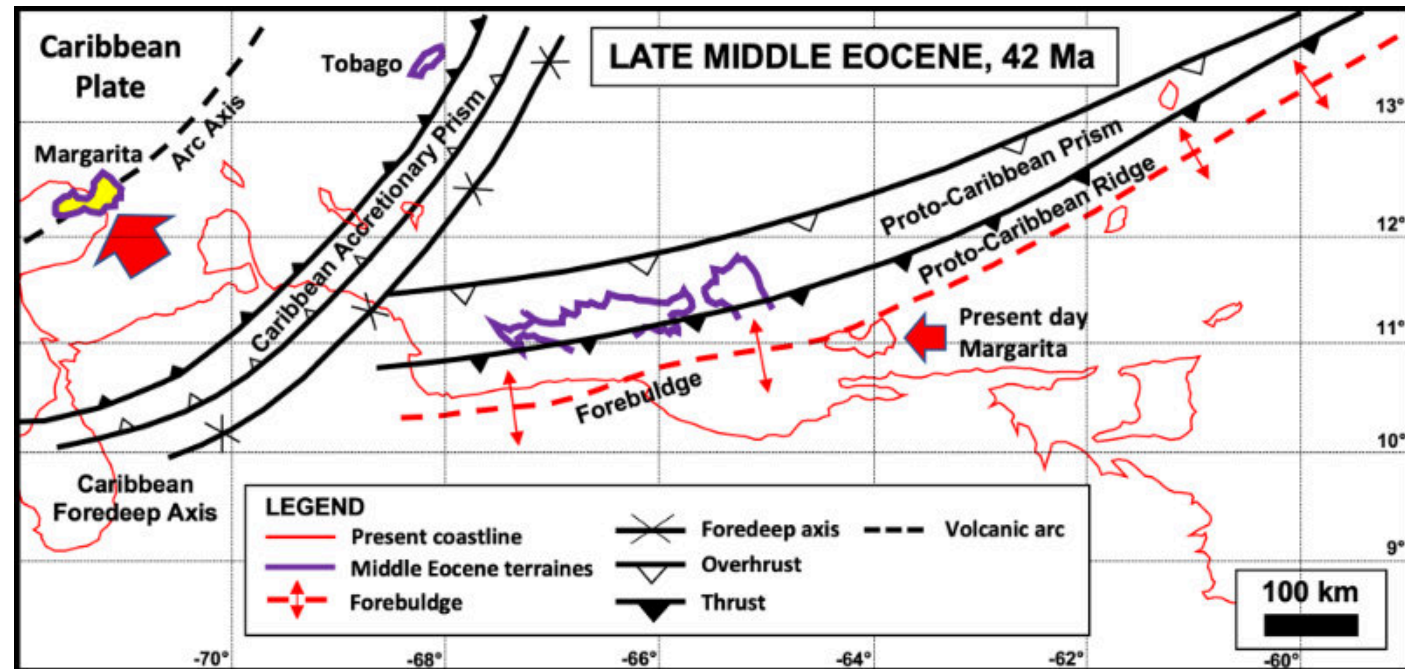 Caribbean
Plate
Tobago
LATE MIDDLE EOCENE, 42 Ma
Arc Axis
Margarita
Caribbean Accretionary Prism
Proto-Caribbean Prism
Proto-Caribbean Ridge
13°
12°
Present day
Margarita
11°
Forebuldge
10°
Caribbean
Foredeep Axis
9°
LEGEND
Present coastline
Middle Eocene terraines
Forebuldge
Foredeep axis
Overhrust
Thrust
Volcanic arc
100 km
-70°
-68°
-66°
-64°
-62°
-60°